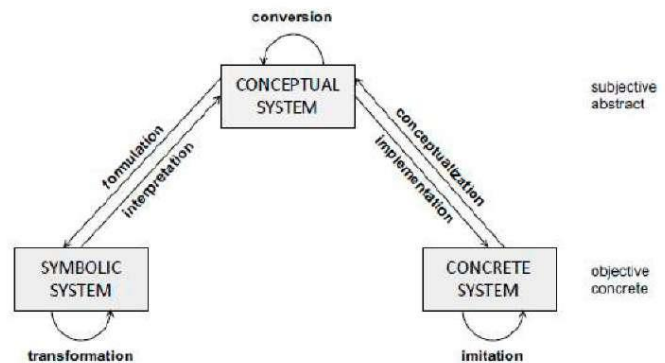 conversion
CONCEPTUAL
SYSTEM
subjective
abstract
formulation
interpretation
implementation
conceptualization
SYMBOLIC
SYSTEM
CONCRETE
SYSTEM
objective
concrete
transformation
imitation